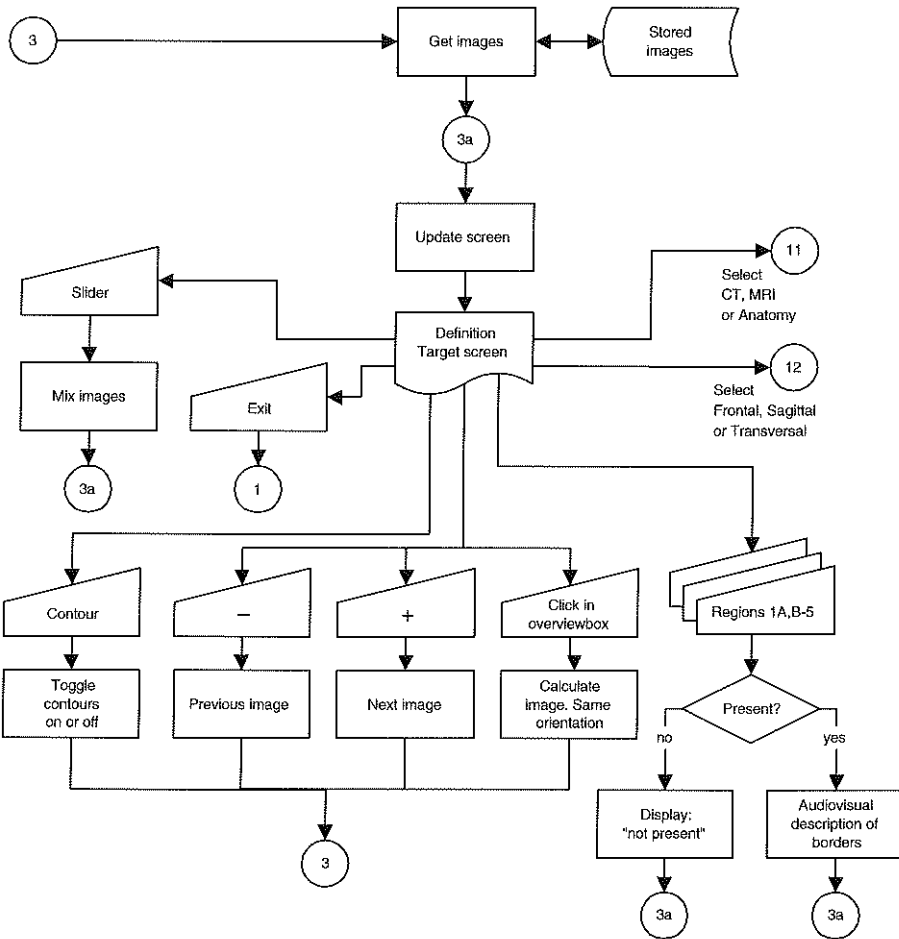 3
Get images
Stored
images
3a
Update screen
11
Select
CT, MRI
or Anatomy
Slider
Definition
Target screen
12
Select
Frontal, Sagittal
or Transversal
Mix images
Exit
3a
1
Contour
–
+
Click in
overviewbox
Regions 1A,B-5
Toggle
contours
on or off
Previous image
Next image
Calculate
image. Same
orientation
Present?
no
yes
Display:
"not present"
Audiovisual
description of
borders
3
3a
3a